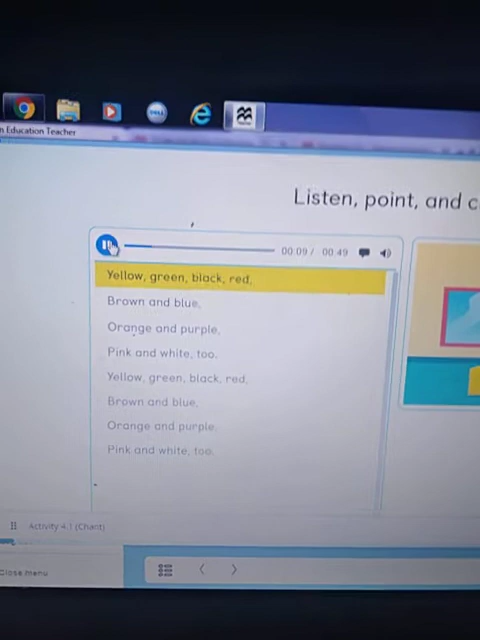 DELL
n Education Teacher
Listen, point, and c
00:09 / 00:49
Yellow, green, black, red,
Brown and blue,
Orange and purple,
Pink and white, too.
Yellow, green, black, red,
Brown and blue,
Orange and purple,
Pink and white, too.
Activity 4.1 (Chant)
Close menu